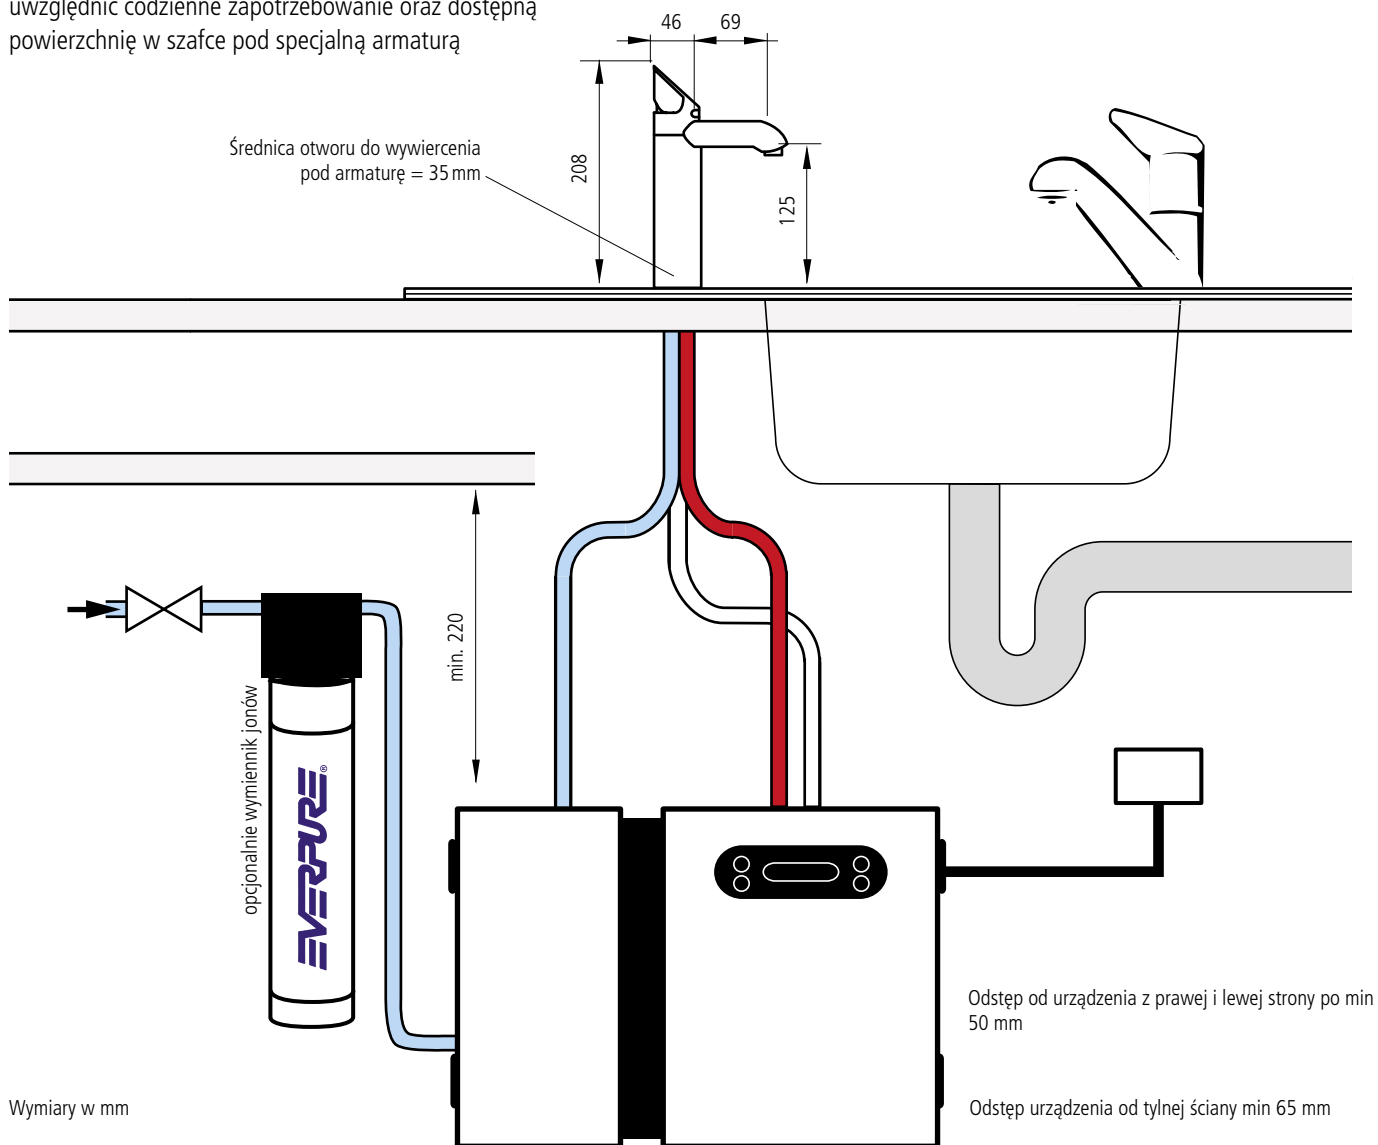 uwzględnić codzienne zapotrzebowanie oraz dostępną
powierzchnię w szafce pod specjalną armaturą
46
69
Średnica otworu do wywiercenia
pod armaturę = 35 mm
208
125
min. 220
opcjonalnie wymiennik jonów
EVERPURE®
Odstęp od urządzenia z prawej i lewej strony po min
50 mm
Wymiary w mm
Odstęp urządzenia od tylnej ściany min 65 mm